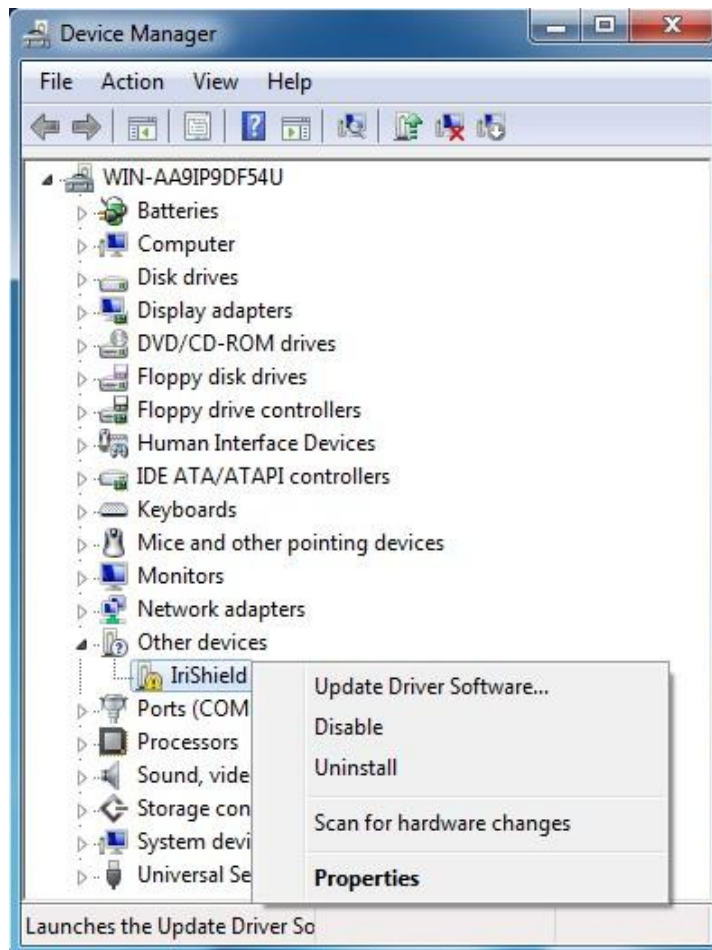 Device Manager
File Action View Help
WIN-AA9IP9DF54U
Batteries
Computer
Disk drives
Display adapters
DVD/CD-ROM drives
Floppy disk drives
Floppy drive controllers
Human Interface Devices
IDE ATA/ATAPI controllers
Keyboards
Mice and other pointing devices
Monitors
Network adapters
Other devices
IriShield
Update Driver Software...
Disable
Uninstall
Scan for hardware changes
Properties
Ports (COM
Processors
Sound, vide
Storage con
System devi
Universal Se
Launches the Update Driver So